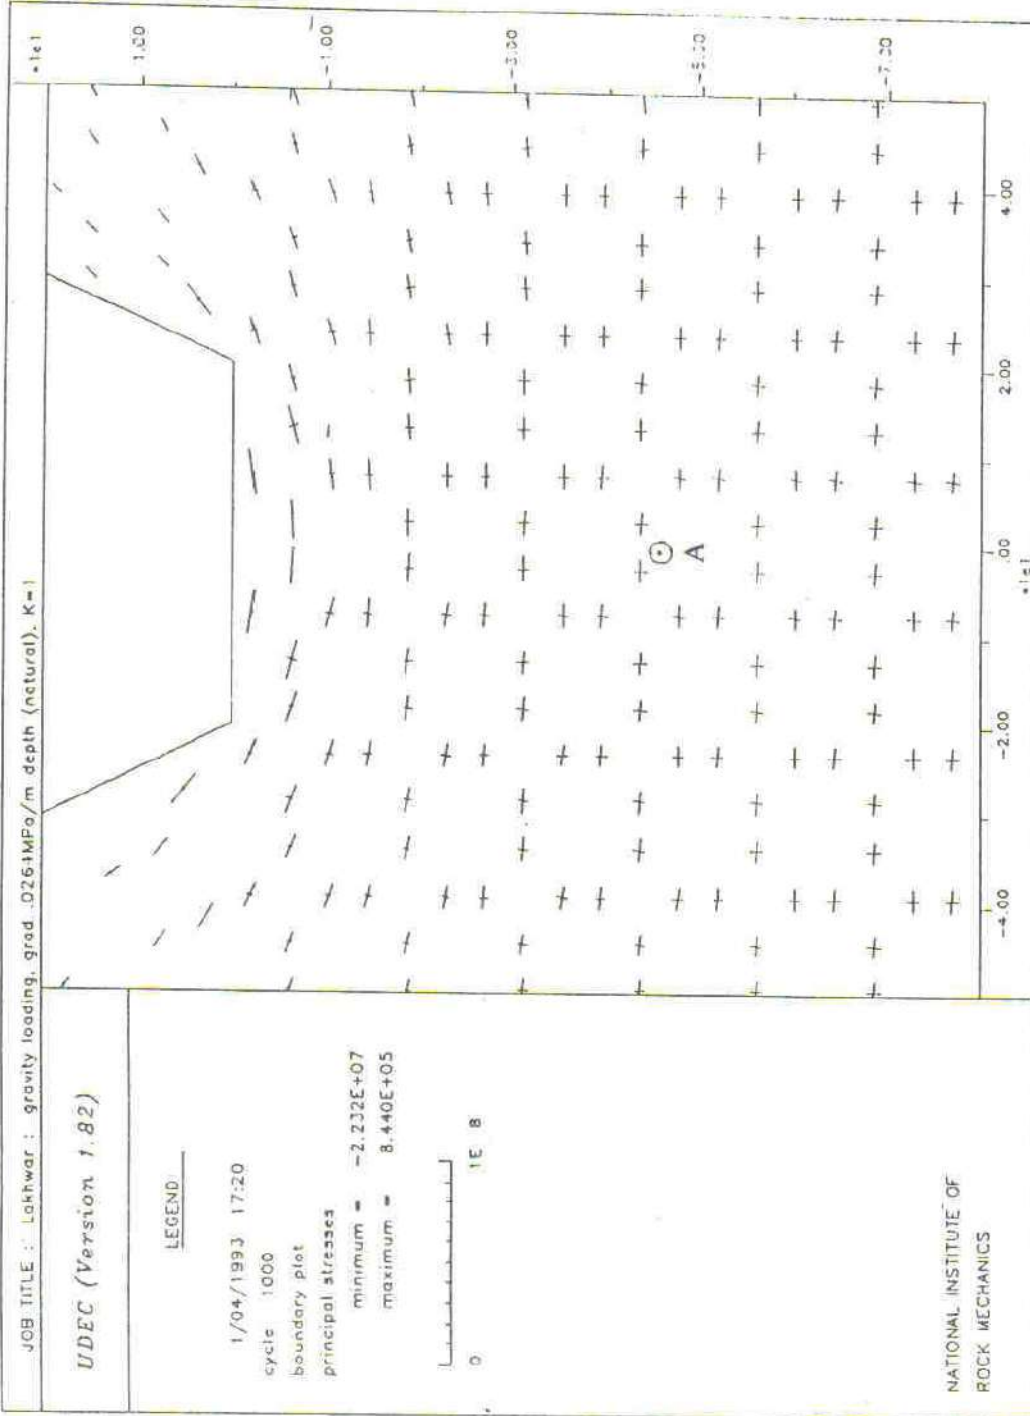 JOB TITLE : Lakhwar : gravity loading, grad .0264MPa/m depth (natural). K=1
UDEC (Version 1.82)
LEGEND
1/04/1993 17:20
cycle 1000
boundary plot
principal stresses
minimum = -2.232E+07
maximum = 8.440E+05
0 1E 8
NATIONAL INSTITUTE OF
ROCK MECHANICS
*1e1
1.00
-1.00
-3.00
-5.00
-7.00
A
-4.00 -2.00 .00 2.00 4.00
*1e1